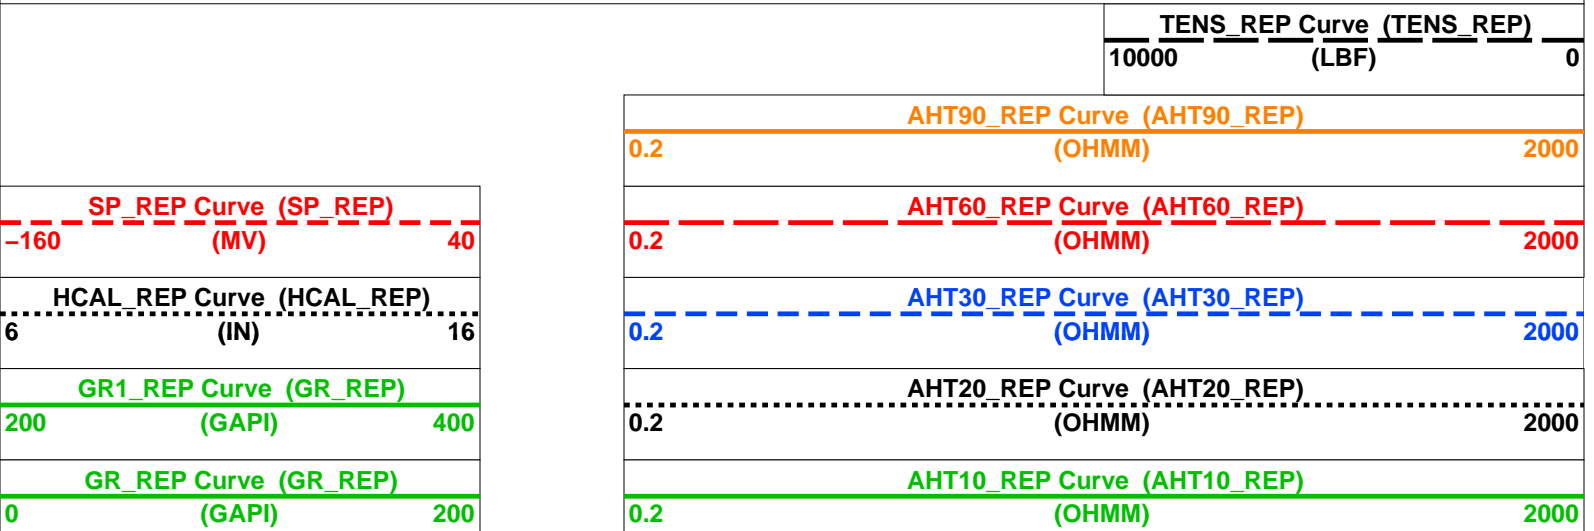 TENS_REP Curve (TENS_REP)
10000 (LBF) 0
AHT90_REP Curve (AHT90_REP)
0.2 (OHMM) 2000
SP_REP Curve (SP_REP)
–160 (MV) 40
AHT60_REP Curve (AHT60_REP)
0.2 (OHMM) 2000
HCAL_REP Curve (HCAL_REP)
6 (IN) 16
AHT30_REP Curve (AHT30_REP)
0.2 (OHMM) 2000
GR1_REP Curve (GR_REP)
200 (GAPI) 400
AHT20_REP Curve (AHT20_REP)
0.2 (OHMM) 2000
GR_REP Curve (GR_REP)
0 (GAPI) 200
AHT10_REP Curve (AHT10_REP)
0.2 (OHMM) 2000